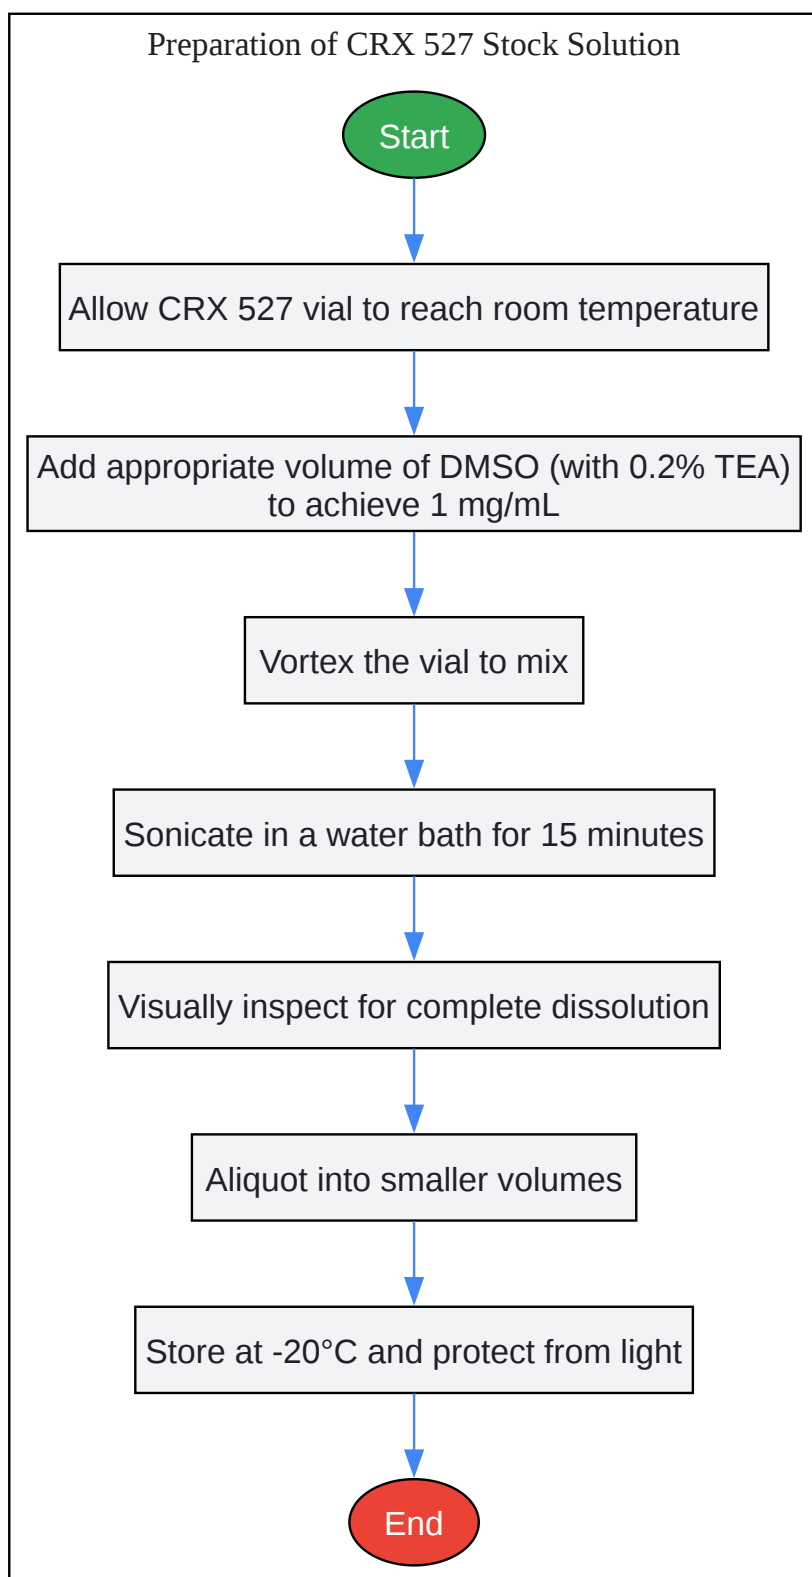 Preparation of CRX 527 Stock Solution
Start
Allow CRX 527 vial to reach room temperature
Add appropriate volume of DMSO (with 0.2% TEA)
to achieve 1 mg/mL
Vortex the vial to mix
Sonicate in a water bath for 15 minutes
Visually inspect for complete dissolution
Aliquot into smaller volumes
Store at -20°C and protect from light
End